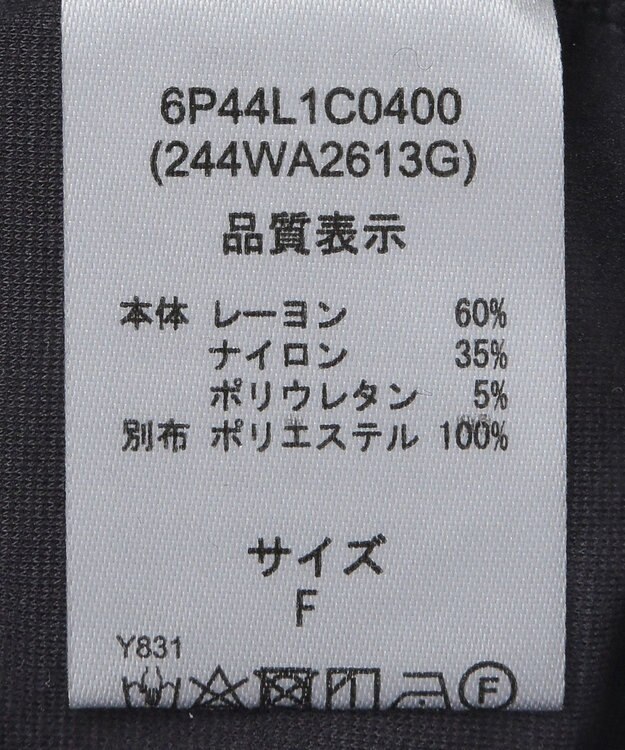 6P44L1C0400
(244WA2613G)
品質表示
本体 レーヨン 60%
ナイロン 35%
ポリウレタン 5%
別布 ポリエステル 100%
サイズ
F
Y831
F